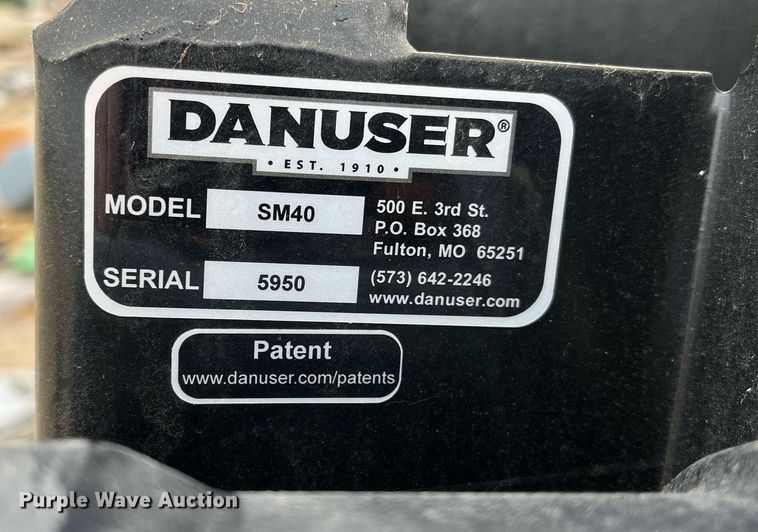 DANUSER®
• EST. 1910 •
MODEL SM40
500 E. 3rd St.
P.O. Box 368
Fulton, MO 65251
SERIAL 5950
(573) 642-2246
www.danuser.com
Patent
www.danuser.com/patents
Purple Wave Auction